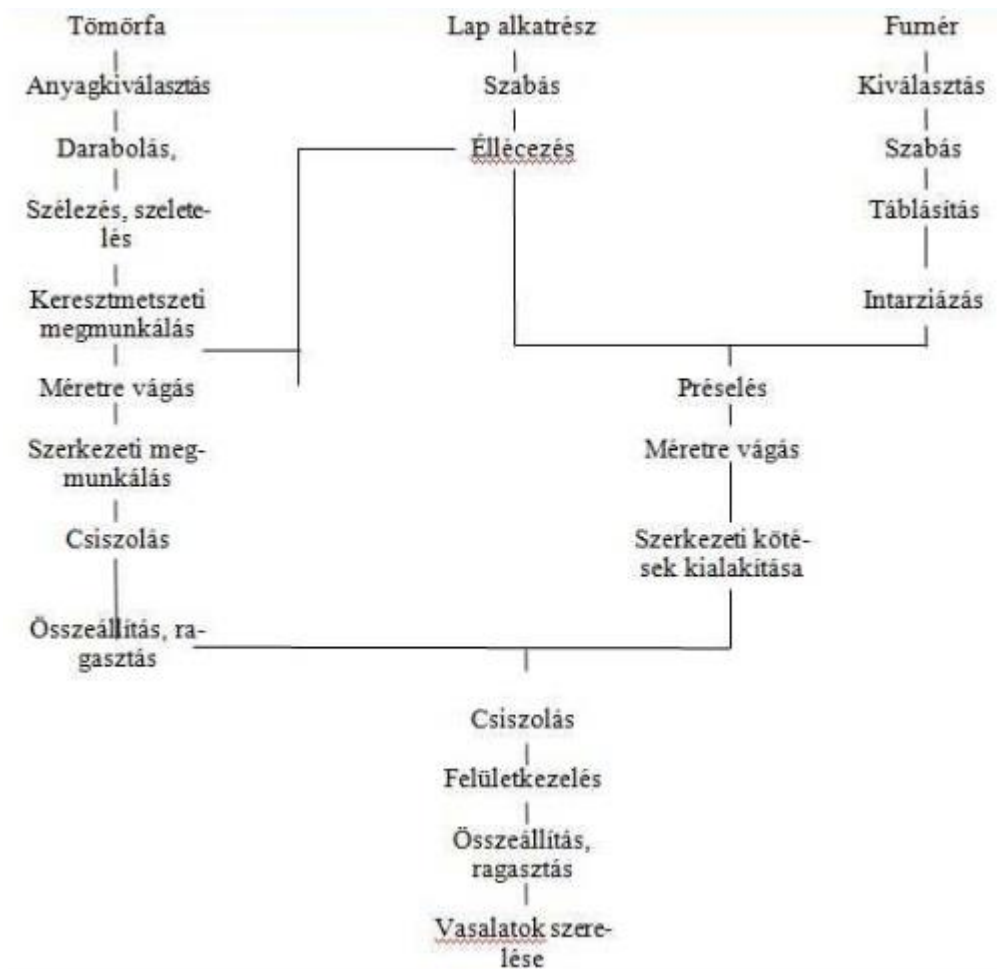 Tömörfa
Anyagkiválasztás
Darabolás,
Szélezés, szelete-
lés
Keresztmetszeti
megmunkálás
Méretre vágás
Szerkezeti meg-
munkálás
Csiszolás
Összeállítás, ra-
gasztás
Lap alkatrész
Szabás
Éllécezés
Furnér
Kiválasztás
Szabás
Táblásítás
Intarziázás
Préselés
Méretre vágás
Szerkezeti köté-
sek kialakítása
Csiszolás
Felületkezelés
Összeállítás,
ragasztás
Vasalatok szere-
lése